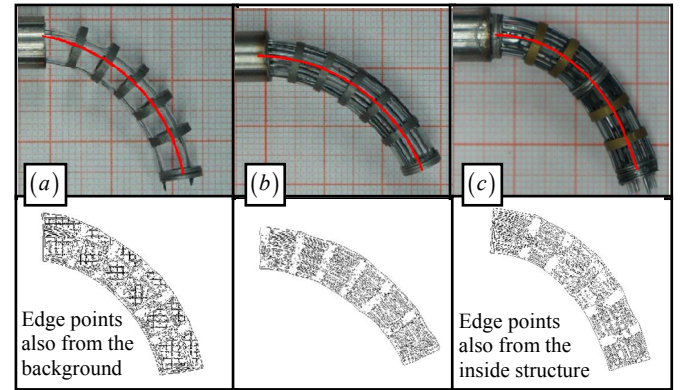 (a)
(b)
(c)
Edge points
also from the
background
Edge points
also from the
inside structure